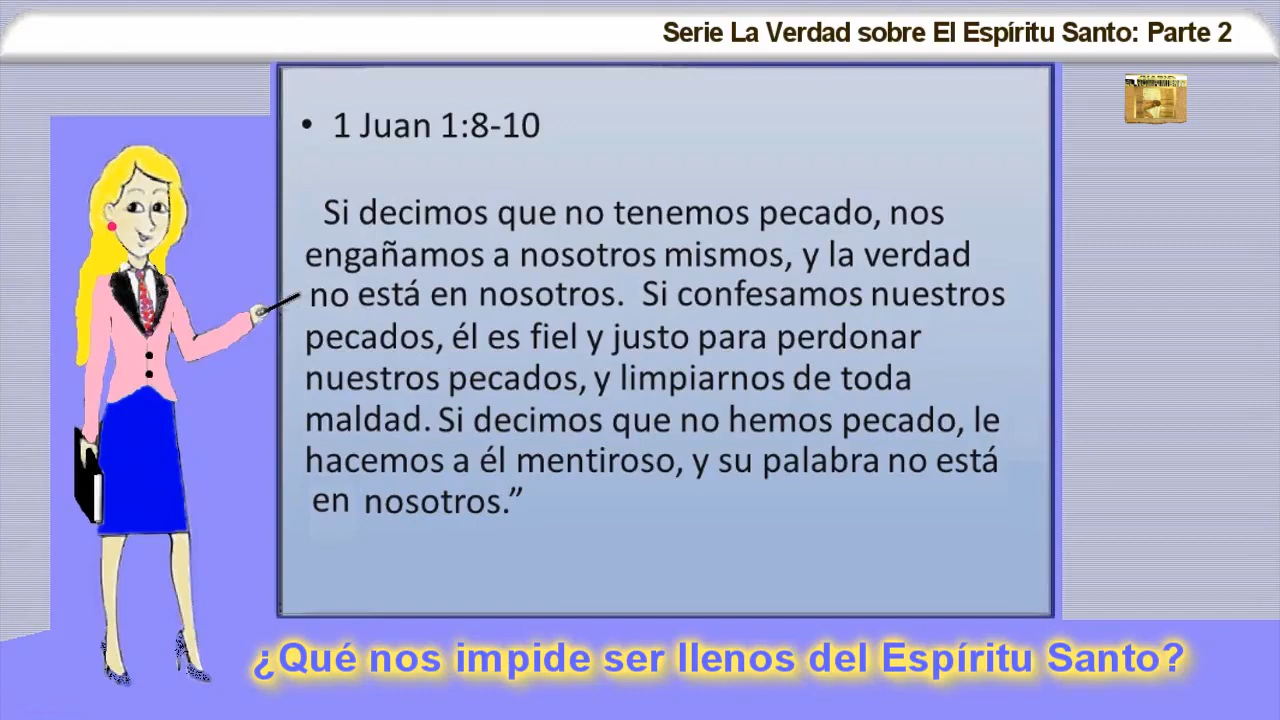 Serie La Verdad sobre El Espíritu Santo: Parte 2
• 1 Juan 1:8-10
Si decimos que no tenemos pecado, nos
engañamos a nosotros mismos, y la verdad
no está en nosotros. Si confesamos nuestros
pecados, él es fiel y justo para perdonar
nuestros pecados, y limpiarnos de toda
maldad. Si decimos que no hemos pecado, le
hacemos a él mentiroso, y su palabra no está
en nosotros.”
¿Qué nos impide ser llenos del Espíritu Santo?